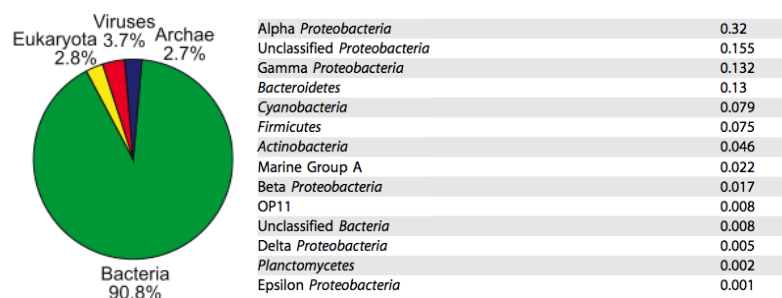 Viruses
3.7%
Eukaryota
2.8%
Archae
2.7%
Bacteria
90.8%
Alpha Proteobacteria 0.32
Unclassified Proteobacteria 0.155
Gamma Proteobacteria 0.132
Bacteroidetes 0.13
Cyanobacteria 0.079
Firmicutes 0.075
Actinobacteria 0.046
Marine Group A 0.022
Beta Proteobacteria 0.017
OP11 0.008
Unclassified Bacteria 0.008
Delta Proteobacteria 0.005
Planctomycetes 0.002
Epsilon Proteobacteria 0.001